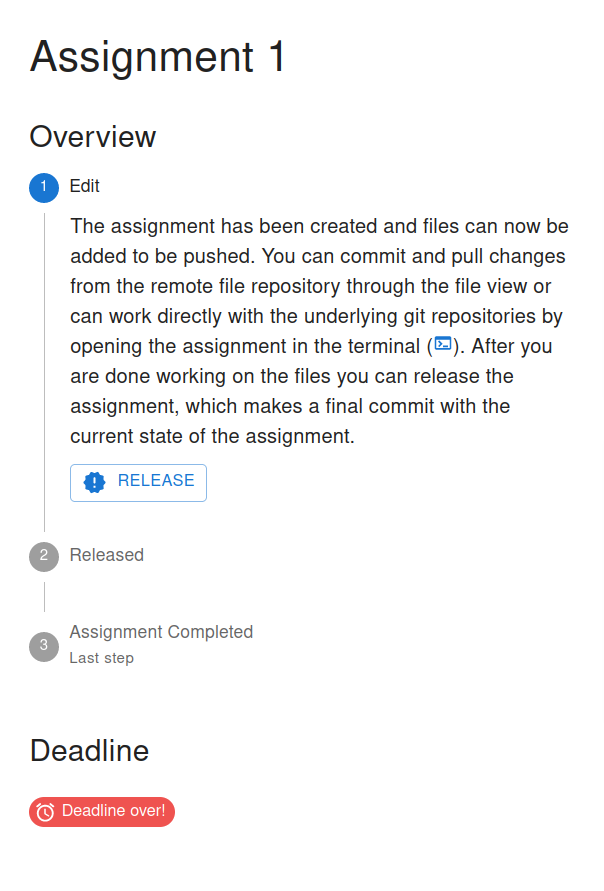 Assignment 1
Overview
1 Edit
The assignment has been created and files can now be
added to be pushed. You can commit and pull changes
from the remote file repository through the file view or
can work directly with the underlying git repositories by
opening the assignment in the terminal (). After you
are done working on the files you can release the
assignment, which makes a final commit with the
current state of the assignment.
RELEASE
2 Released
3 Assignment Completed
Last step
Deadline
Deadline over!